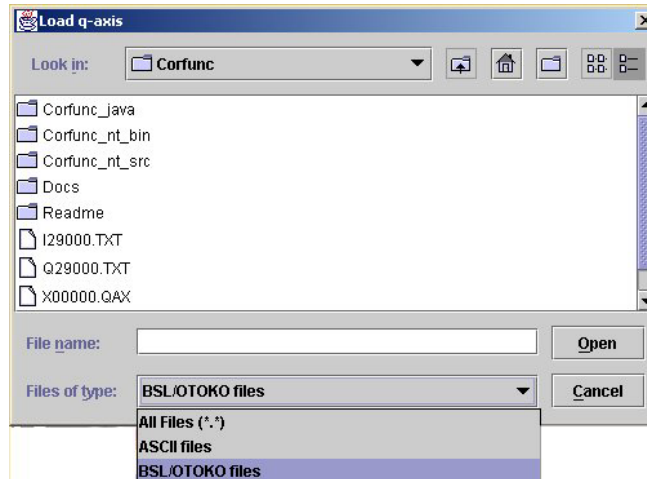 Load q-axis
Look in: Corfunc
Corfunc_java
Corfunc_nt_bin
Corfunc_nt_src
Docs
Readme
I29000.TXT
Q29000.TXT
X00000.QAX
File name: Open
Files of type: BSL/OTOKO files Cancel
All Files (*.*)
ASCII files
BSL/OTOKO files